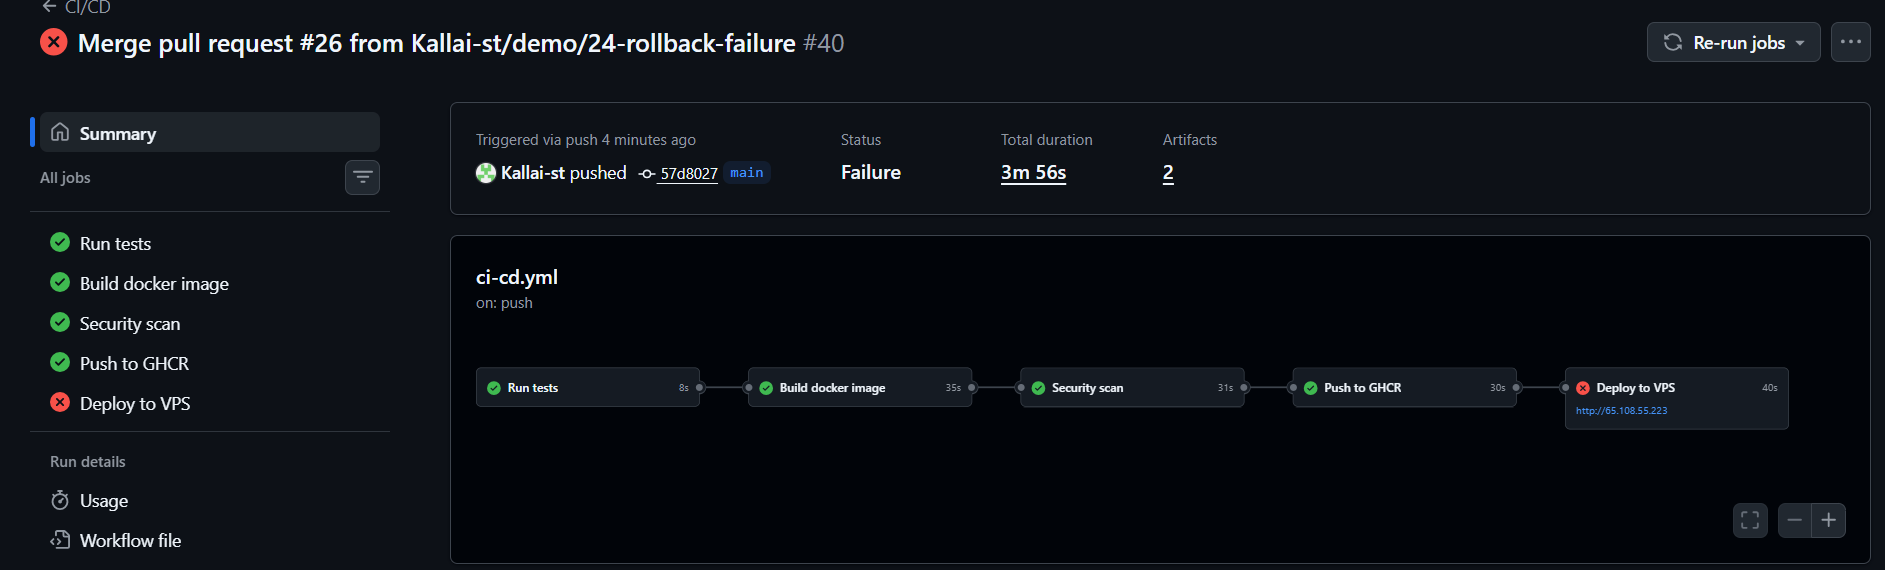 CI/CD
Merge pull request #26 from Kallai-st/demo/24-rollback-failure #40
Re-run jobs
Summary
All jobs
Run tests
Build docker image
Security scan
Push to GHCR
Deploy to VPS
Run details
Usage
Workflow file
Triggered via push 4 minutes ago
Kallai-st pushed 57d8027 main
Status
Failure
Total duration
3m 56s
Artifacts
2
ci-cd.yml
on: push
Run tests 8s
Build docker image 35s
Security scan 31s
Push to GHCR 30s
Deploy to VPS 40s
http://65.108.55.223